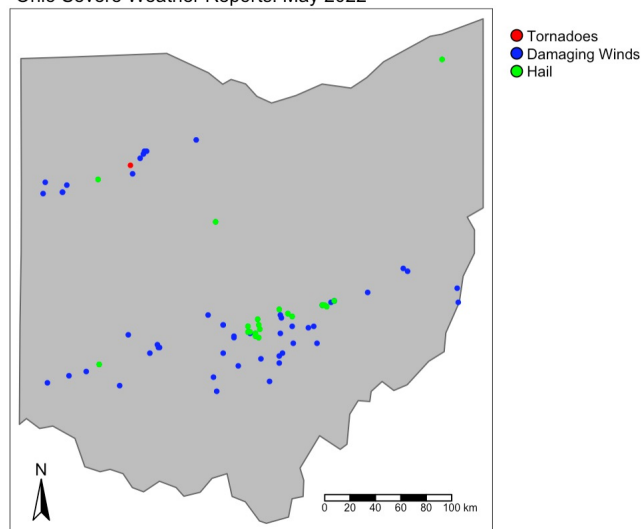 Ohio Severe Weather Reports: May 2022
Tornadoes
Damaging Winds
Hail
N
0 20 40 60 80 100 km